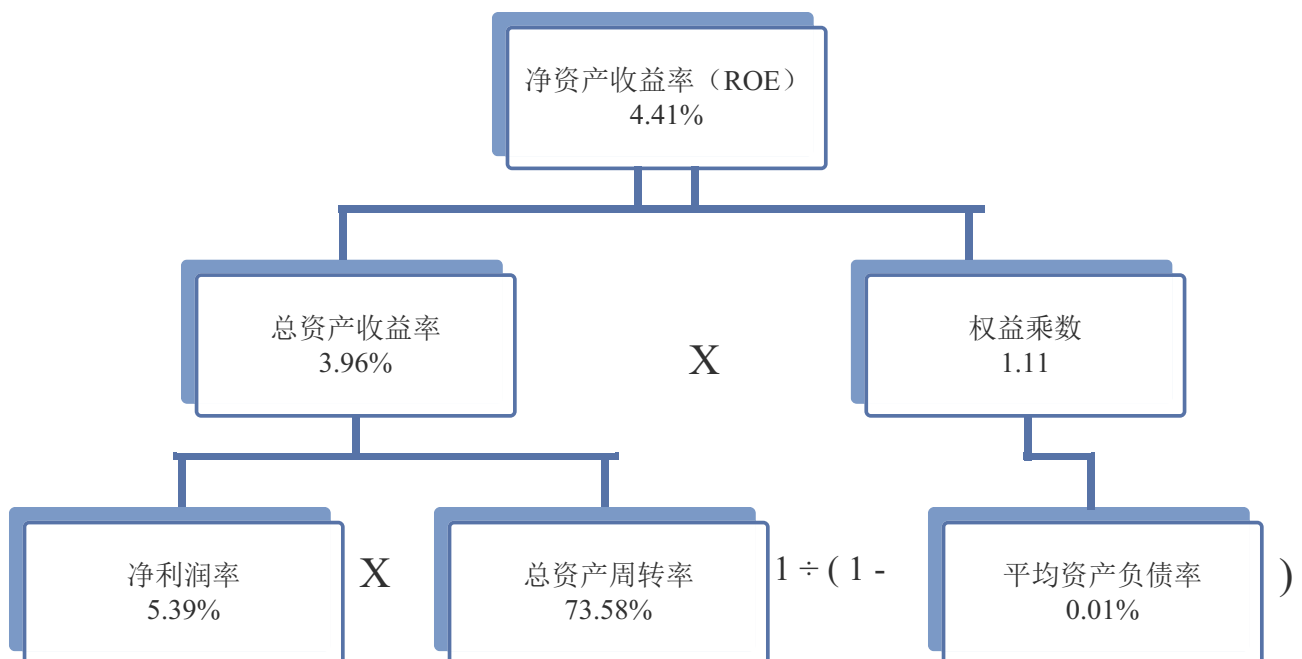 净资产收益率（ROE）
4.41%
总资产收益率
3.96%
X
权益乘数
1.11
净利润率
5.39%
X
总资产周转率
73.58%
1 ÷ ( 1 -
平均资产负债率
0.01%
)